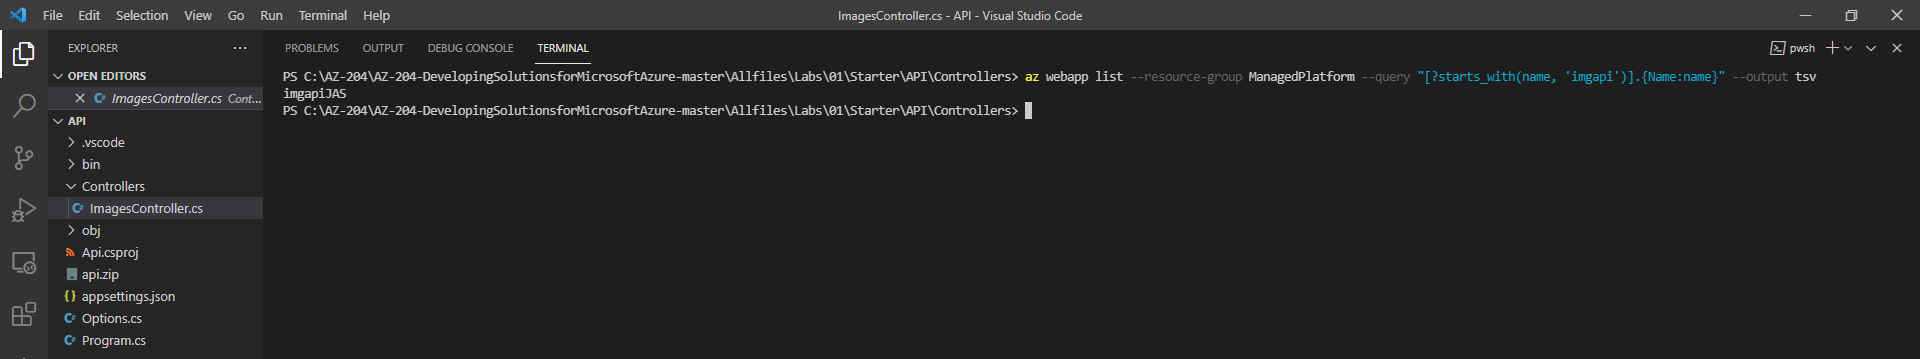 File Edit Selection View Go Run Terminal Help
ImagesController.cs - API - Visual Studio Code
EXPLORER
OPEN EDITORS
ImagesController.cs Cont...
API
.vscode
bin
Controllers
ImagesController.cs
obj
Api.csproj
api.zip
appsettings.json
Options.cs
Program.cs
PROBLEMS OUTPUT DEBUG CONSOLE TERMINAL
pwsh
PS C:\AZ-204\AZ-204-DevelopingSolutionsforMicrosoftAzure-master\Allfiles\Labs\01\Starter\API\Controllers> az webapp list --resource-group ManagedPlatform --query "[?starts_with(name, 'imgapi')].{Name:name}" --output tsv
imgapiJAS
PS C:\AZ-204\AZ-204-DevelopingSolutionsforMicrosoftAzure-master\Allfiles\Labs\01\Starter\API\Controllers>